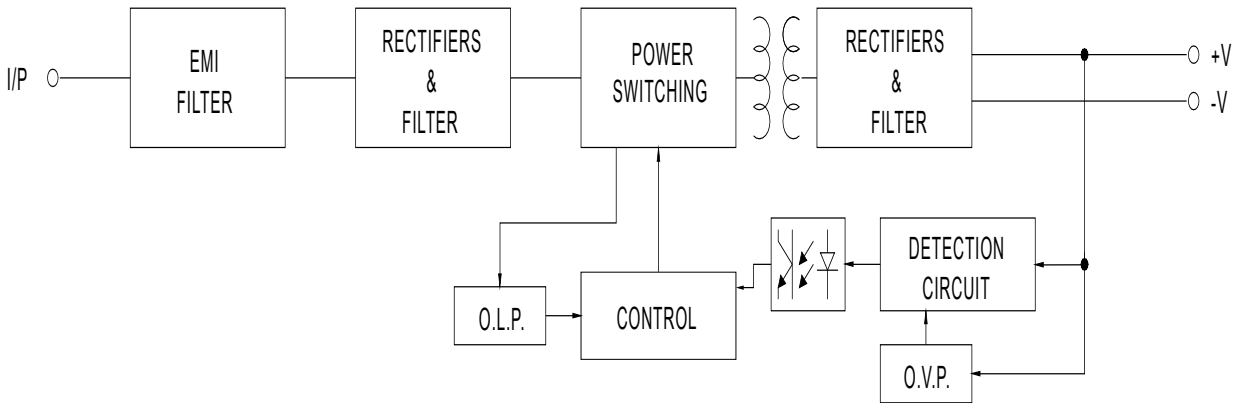 I/P
EMI
FILTER
RECTIFIERS
&
FILTER
POWER
SWITCHING
RECTIFIERS
&
FILTER
+V
-V
O.L.P.
CONTROL
DETECTION
CIRCUIT
O.V.P.